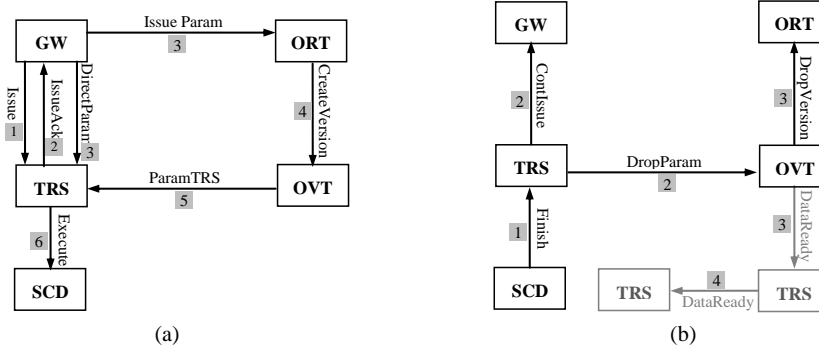 Issue Param
GW
3
ORT
Issue
1
IssueAck
2
DirectParam
3
CreateVersion
4
TRS
ParamTRS
5
OVT
Execute
6
SCD
(a)
GW
ORT
ContIssue
2
DropVersion
3
TRS
DropParam
2
OVT
Finish
1
DataReady
3
SCD
TRS
4
DataReady
TRS
(b)